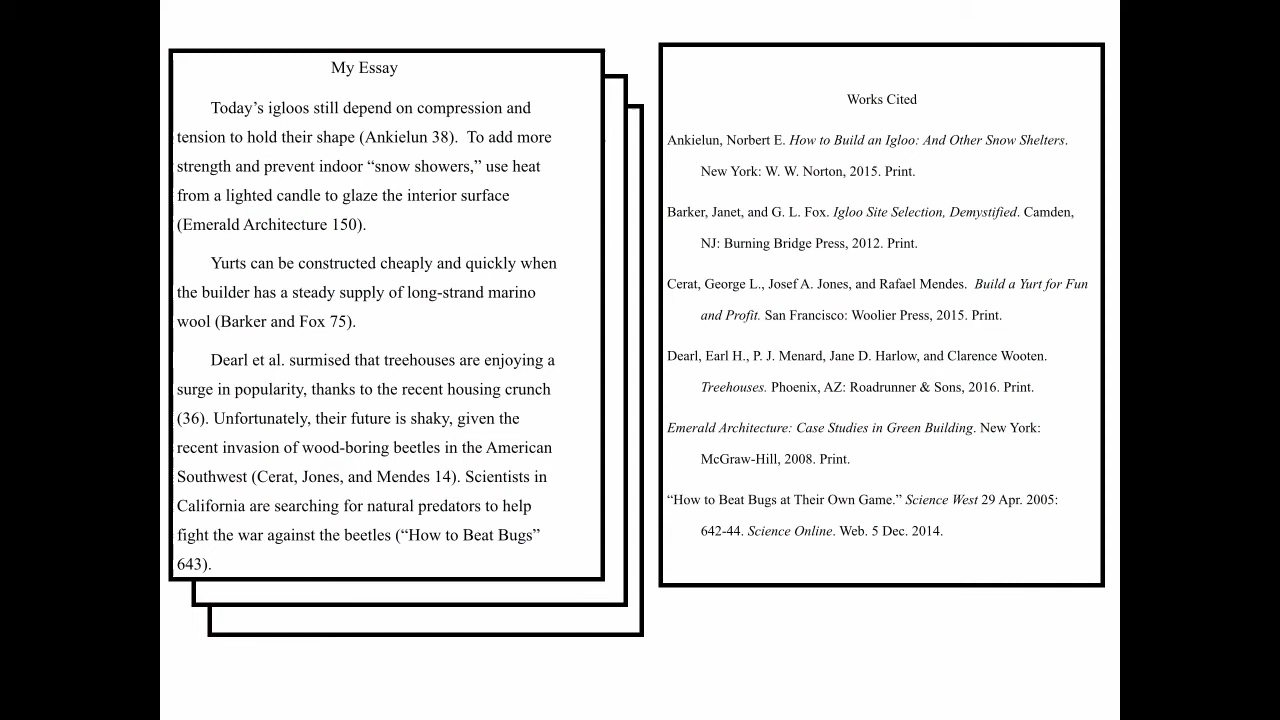 My Essay
Today’s igloos still depend on compression and
tension to hold their shape (Ankielun 38).  To add more
strength and prevent indoor “snow showers,” use heat
from a lighted candle to glaze the interior surface
(Emerald Architecture 150).
Yurts can be constructed cheaply and quickly when
the builder has a steady supply of long-strand marino
wool (Barker and Fox 75).
Dearl et al. surmised that treehouses are enjoying a
surge in popularity, thanks to the recent housing crunch
(36). Unfortunately, their future is shaky, given the
recent invasion of wood-boring beetles in the American
Southwest (Cerat, Jones, and Mendes 14). Scientists in
California are searching for natural predators to help
fight the war against the beetles (“How to Beat Bugs”
643).
Works Cited
Ankielun, Norbert E. How to Build an Igloo: And Other Snow Shelters.
New York: W. W. Norton, 2015. Print.
Barker, Janet, and G. L. Fox. Igloo Site Selection, Demystified. Camden,
NJ: Burning Bridge Press, 2012. Print.
Cerat, George L., Josef A. Jones, and Rafael Mendes.  Build a Yurt for Fun
and Profit. San Francisco: Woolier Press, 2015. Print.
Dearl, Earl H., P. J. Menard, Jane D. Harlow, and Clarence Wooten.
Treehouses. Phoenix, AZ: Roadrunner & Sons, 2016. Print.
Emerald Architecture: Case Studies in Green Building. New York:
McGraw-Hill, 2008. Print.
“How to Beat Bugs at Their Own Game.” Science West 29 Apr. 2005:
642-44. Science Online. Web. 5 Dec. 2014.